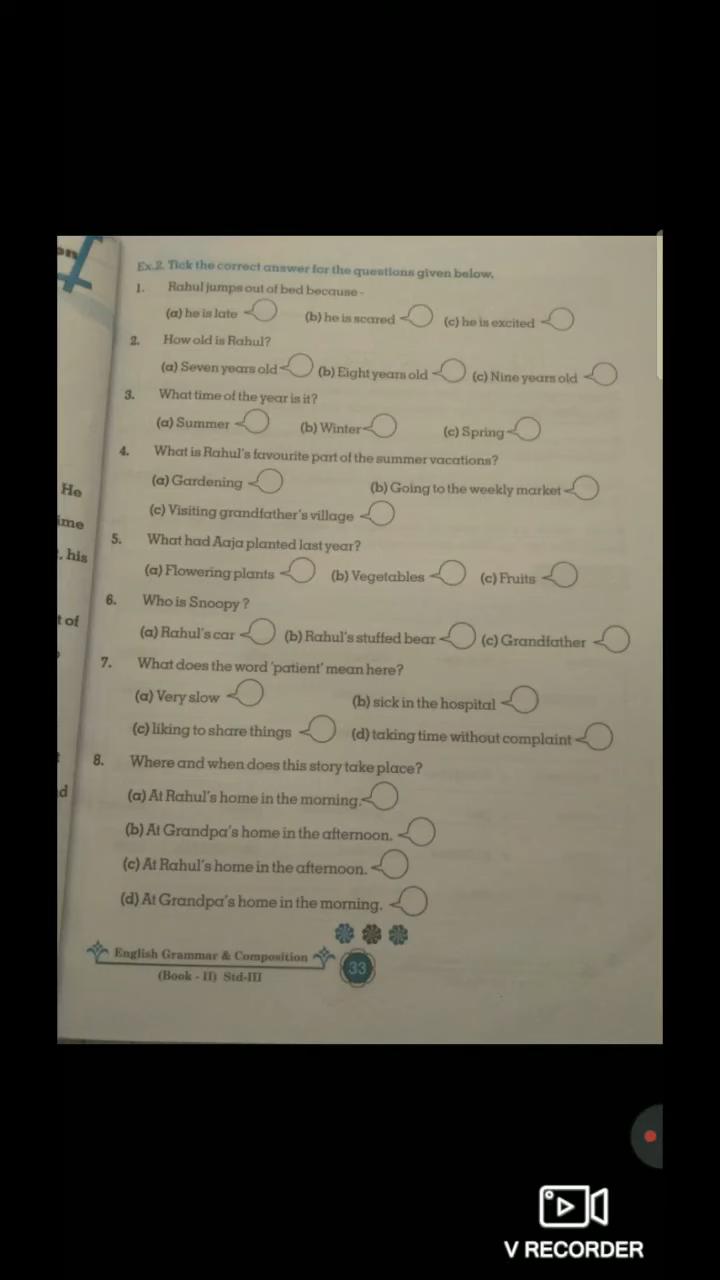 on
Ex.2. Tick the correct answer for the questions given below.
1. Rahul jumps out of bed because -
(a) he is late (b) he is scared (c) he is excited
2. How old is Rahul?
(a) Seven years old (b) Eight years old (c) Nine years old
3. What time of the year is it?
(a) Summer (b) Winter (c) Spring
4. What is Rahul's favourite part of the summer vacations?
He
(a) Gardening (b) Going to the weekly market
ime
(c) Visiting grandfather's village
, his
5. What had Aaja planted last year?
(a) Flowering plants (b) Vegetables (c) Fruits
6. Who is Snoopy ?
t of
(a) Rahul's car (b) Rahul's stuffed bear (c) Grandfather
7. What does the word 'patient' mean here?
(a) Very slow (b) sick in the hospital
(c) liking to share things (d) taking time without complaint
8. Where and when does this story take place?
d
(a) At Rahul's home in the morning.
(b) At Grandpa's home in the afternoon.
(c) At Rahul's home in the afternoon.
(d) At Grandpa's home in the morning.
English Grammar & Composition
33
(Book - II) Std-III
V RECORDER